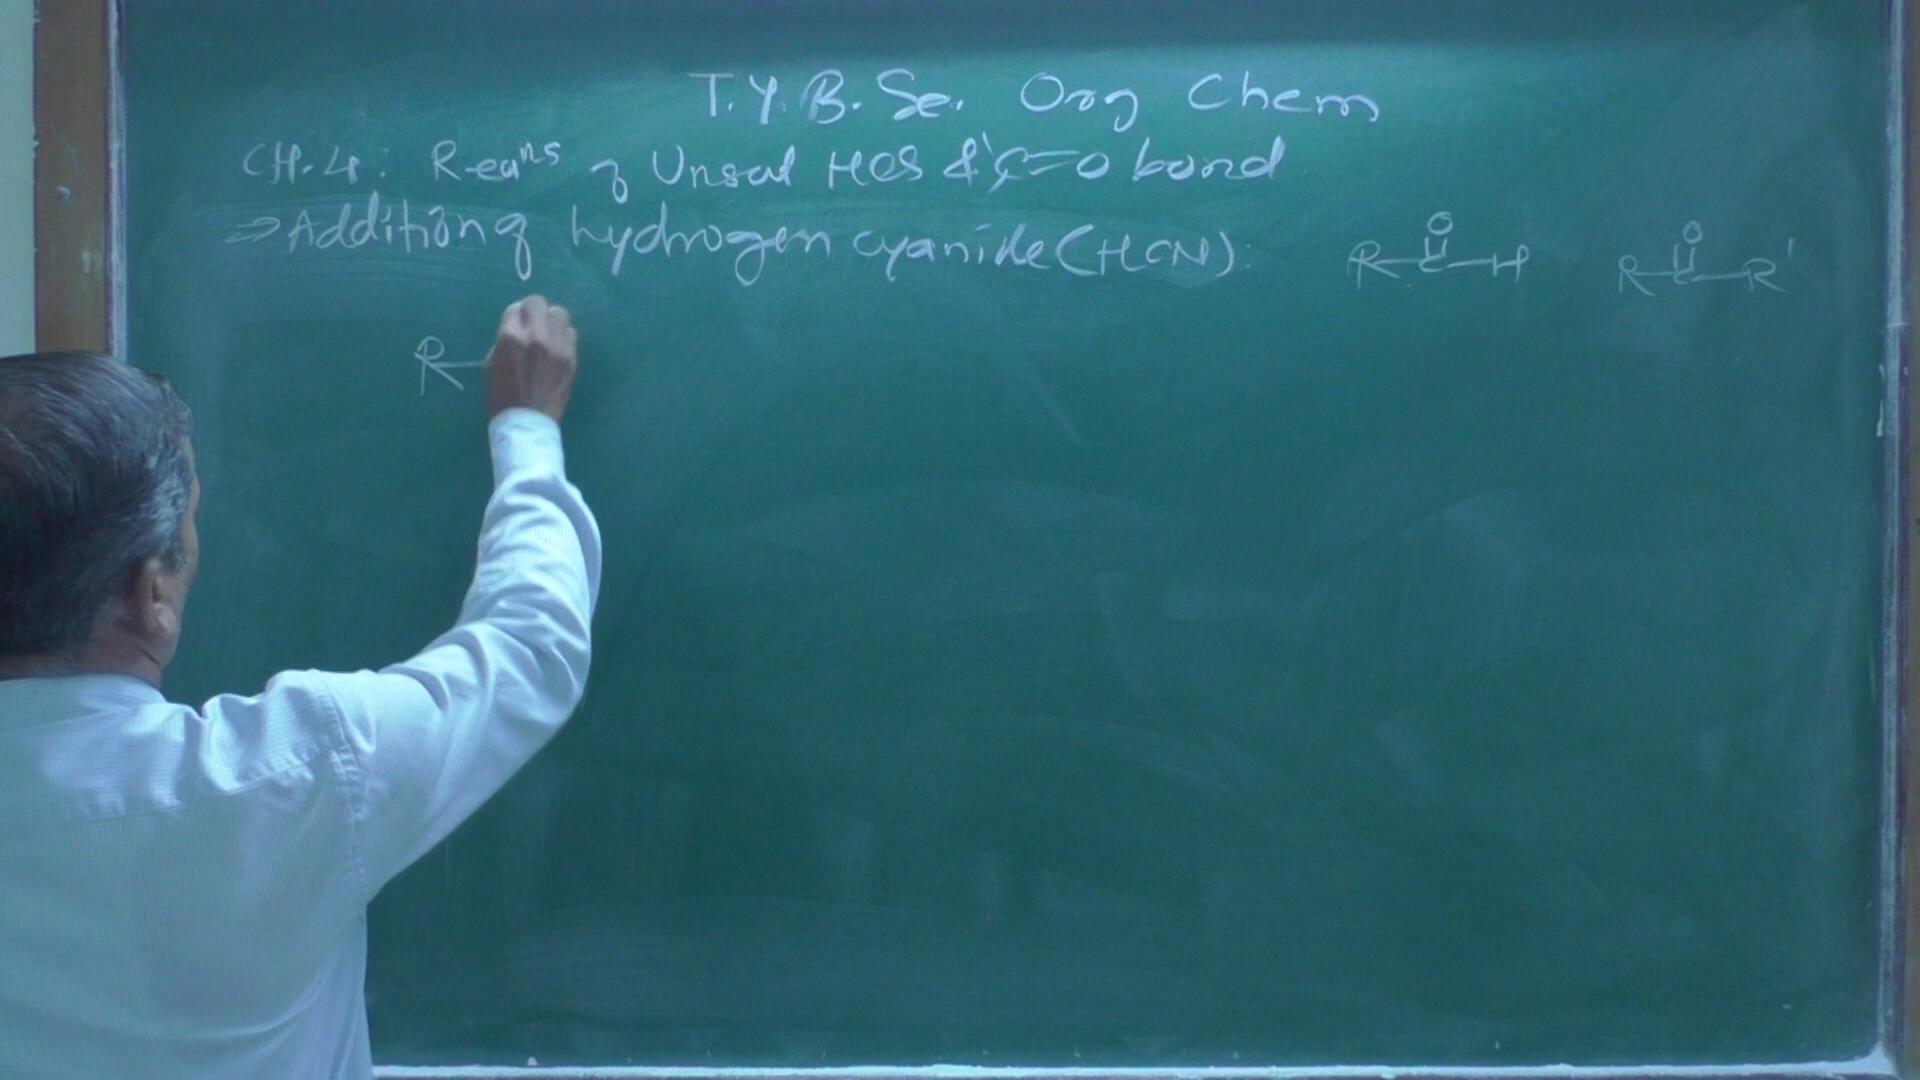 T.Y.B.Sc. Org Chem
CH.4: Reaⁿˢ of Unsat HCS & C=O bond
⇒ Addition of hydrogen cyanide (HCN):
O
R-C-H
O
R-C-R'
R-